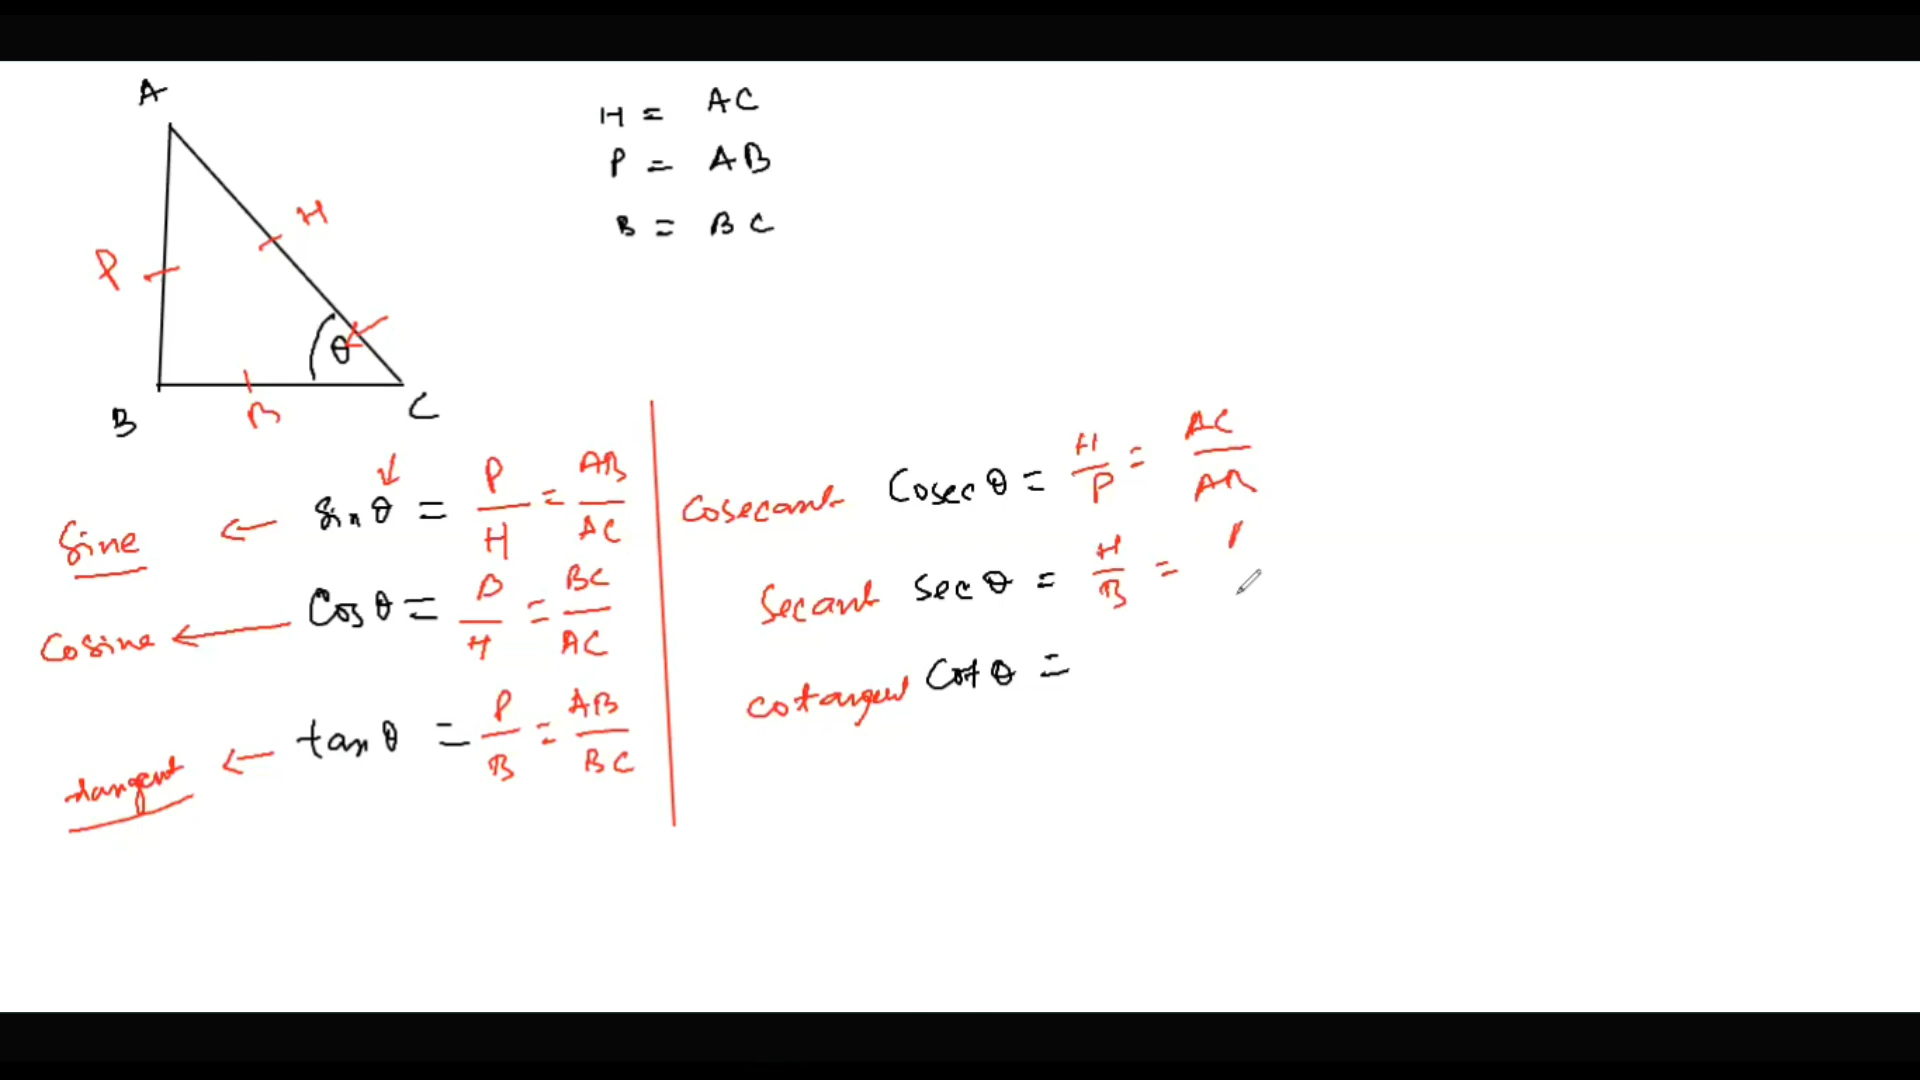 A
H = AC
P = AB
B = BC
H
P
θ
B
B
C
sine ← sin θ = P/H = AB/AC
Cosine ← Cos θ = B/H = BC/AC
tangent ← tan θ = P/B = AB/BC
Cosecant Cosec θ = H/P = AC/AB
Secant sec θ = H/B =
cotangent Cot θ =